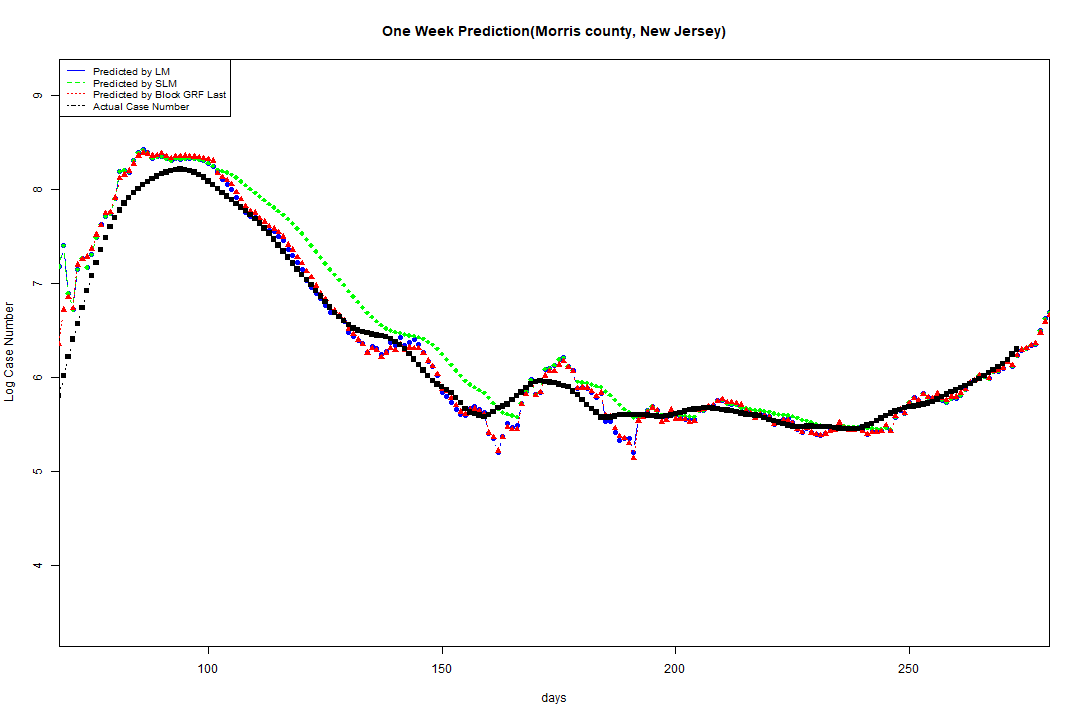 One Week Prediction(Morris county, New Jersey)
Predicted by LM
Predicted by SLM
Predicted by Block GRF Last
Actual Case Number
9
8
7
6
5
4
Log Case Number
100
150
200
250
days